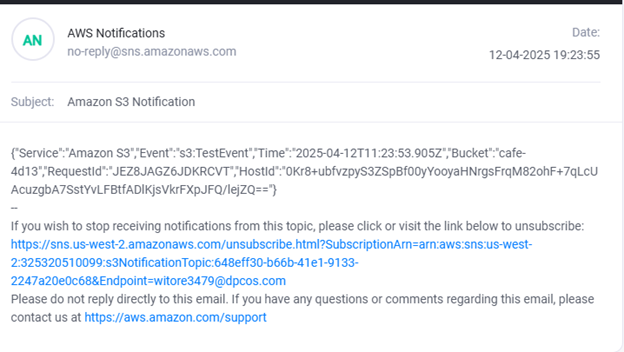 AN
AWS Notifications
no-reply@sns.amazonaws.com
Date:
12-04-2025 19:23:55
Subject: Amazon S3 Notification
{"Service":"Amazon S3","Event":"s3:TestEvent","Time":"2025-04-12T11:23:53.905Z","Bucket":"cafe-
4d13","RequestId":"JEZ8JAGZ6JDKRCVT","HostId":"0Kr8+ubfvzpyS3ZSpBf00yYooyaHNrgsFrqM82ohF+7qLcU
AcuzgbA7SstYvLFBtfADlKjsVkrFXpJFQ/lejZQ=="}
--
If you wish to stop receiving notifications from this topic, please click or visit the link below to unsubscribe:
https://sns.us-west-2.amazonaws.com/unsubscribe.html?SubscriptionArn=arn:aws:sns:us-west-
2:325320510099:s3NotificationTopic:648eff30-b66b-41e1-9133-
2247a20e0c68&Endpoint=witore3479@dpcos.com
Please do not reply directly to this email. If you have any questions or comments regarding this email, please
contact us at https://aws.amazon.com/support